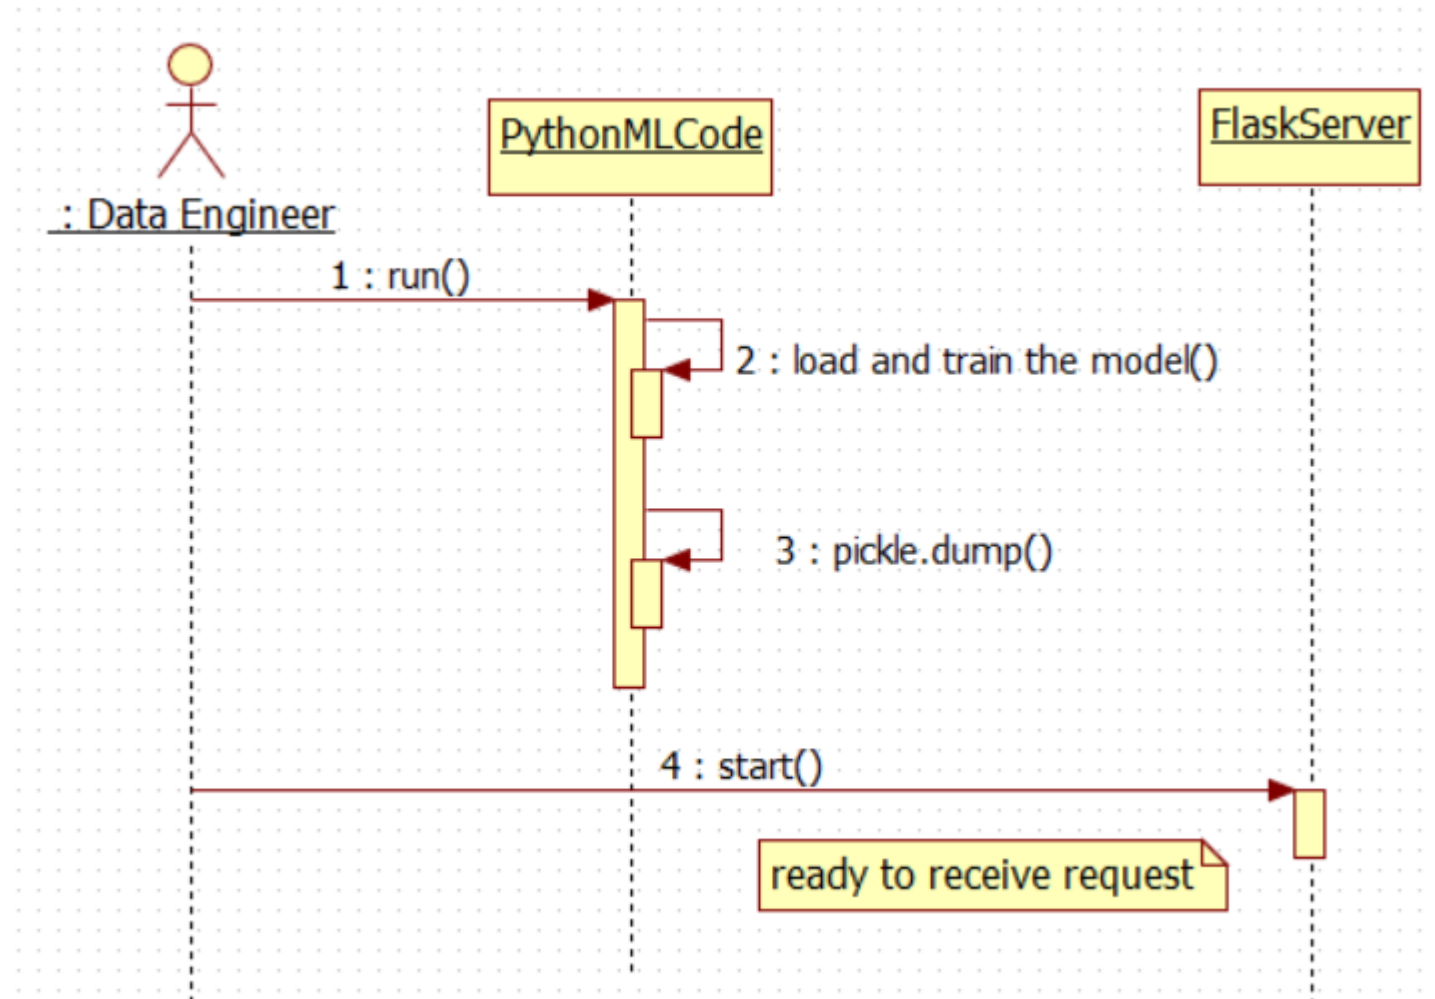 PythonMLCode
FlaskServer
: Data Engineer
1 : run()
2 : load and train the model()
3 : pickle.dump()
4 : start()
ready to receive request